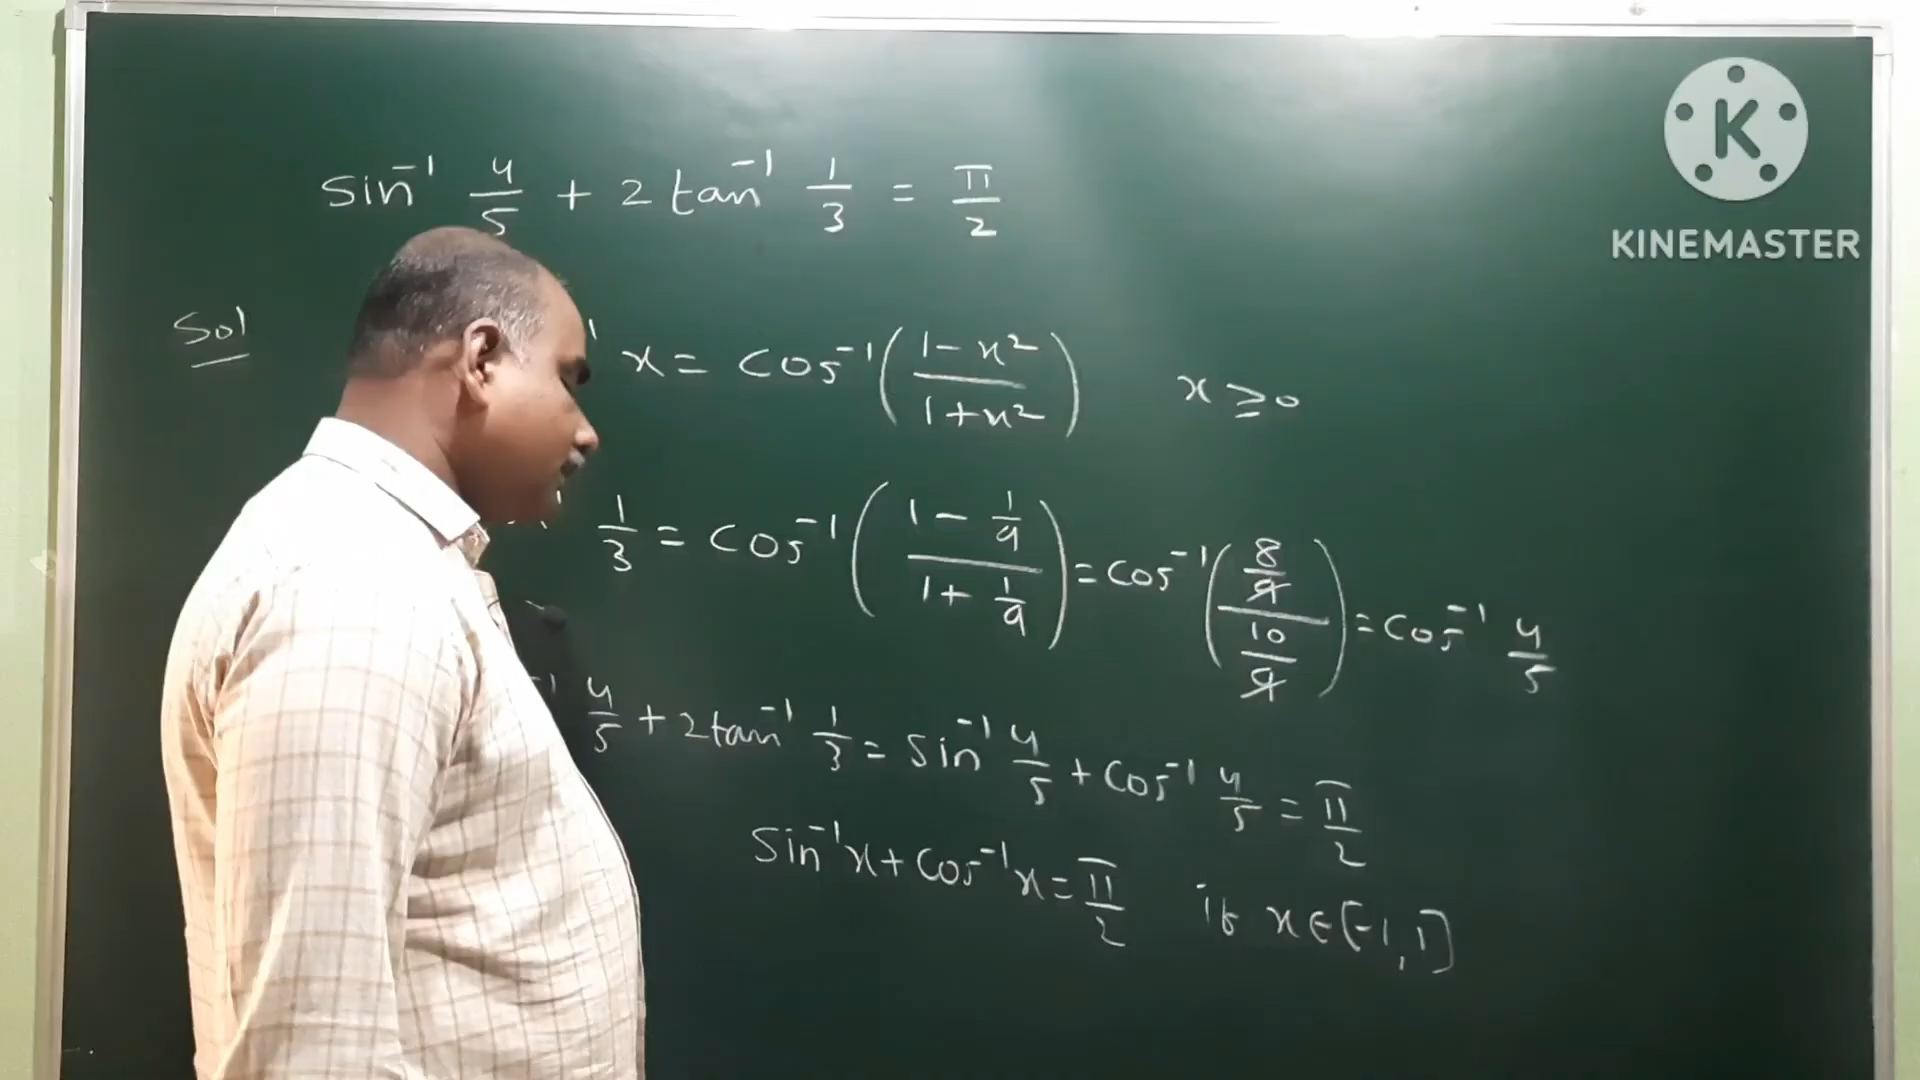 sin⁻¹ 4/5 + 2 tan⁻¹ 1/3 = π/2
K
KINEMASTER
Sol
x = cos⁻¹((1-x²)/(1+x²)) x ≥ 0
1/3 = cos⁻¹((1 - 1/9)/(1 + 1/9)) = cos⁻¹((8/9)/(10/9)) = cos⁻¹ 4/5
4/5 + 2tan⁻¹ 1/3 = sin⁻¹ 4/5 + cos⁻¹ 4/5 = π/2
sin⁻¹x + cos⁻¹x = π/2 if x ∈ [-1, 1]